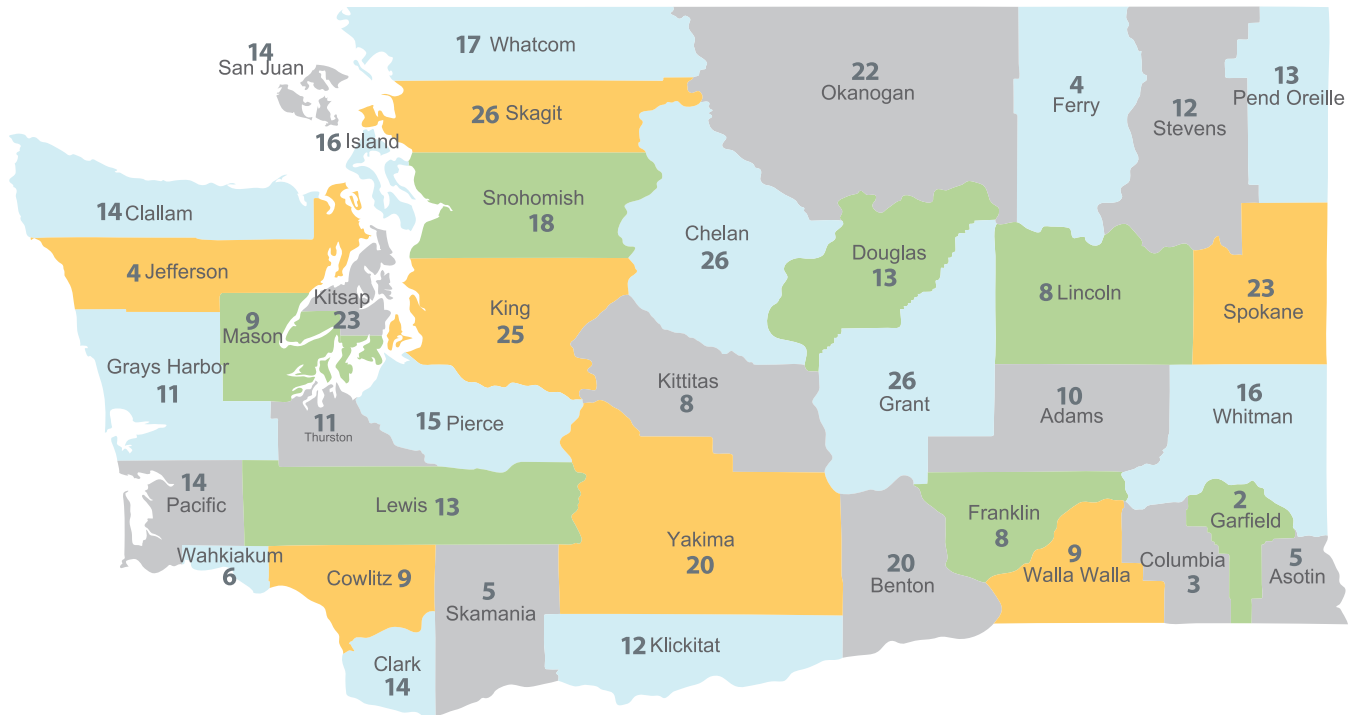 17 Whatcom
14
San Juan
22
Okanogan
4
Ferry
12
Stevens
13
Pend Oreille
26 Skagit
16 Island
Snohomish
18
14 Clallam
Chelan
26
Douglas
13
4 Jefferson
8 Lincoln
23
Spokane
Kitsap
23
9
Mason
King
25
Grays Harbor
11
Kittitas
8
26
Grant
10
Adams
16
Whitman
11
Thurston
15 Pierce
14
Pacific
Lewis 13
Yakima
20
Franklin
8
2
Garfield
Wahkiakum
6
Cowlitz 9
5
Skamania
20
Benton
9
Walla Walla
Columbia
3
5
Asotin
12 Klickitat
Clark
14